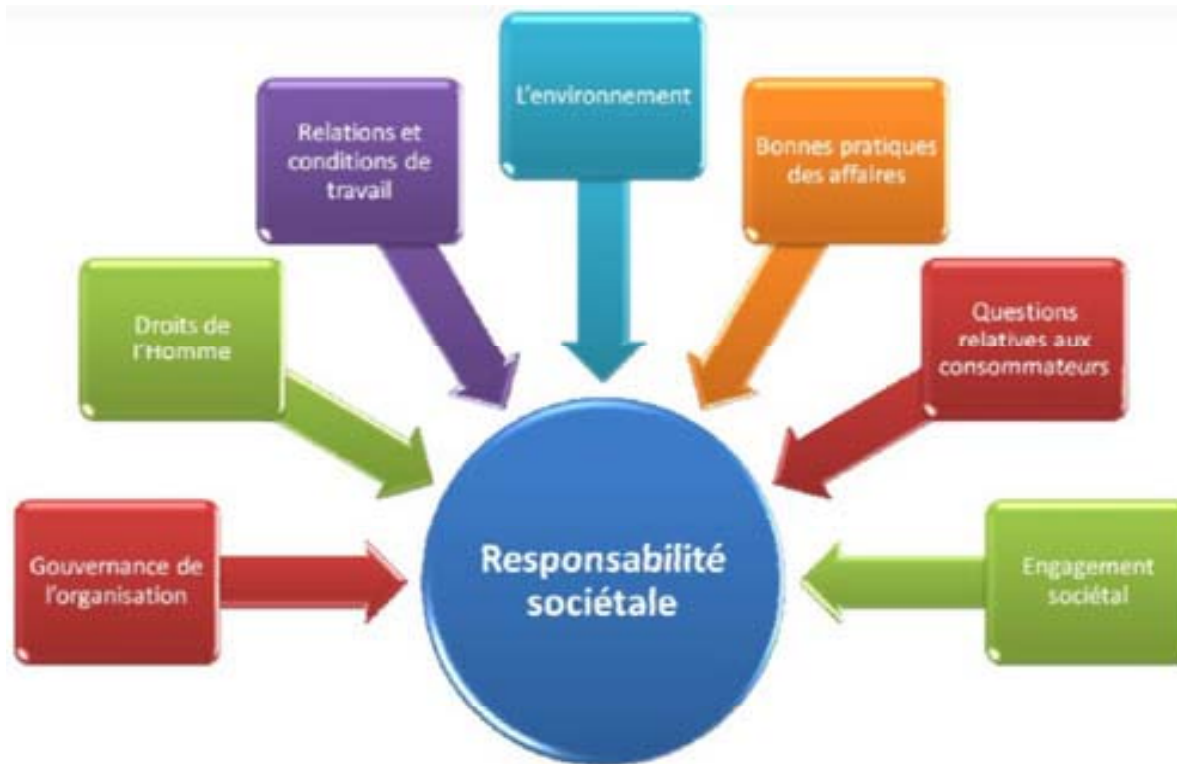 L'environnement
Relations et
conditions de
travail
Bonnes pratiques
des affaires
Droits de
l'Homme
Questions
relatives aux
consommateurs
Gouvernance de
l'organisation
Responsabilité
sociétale
Engagement
sociétal